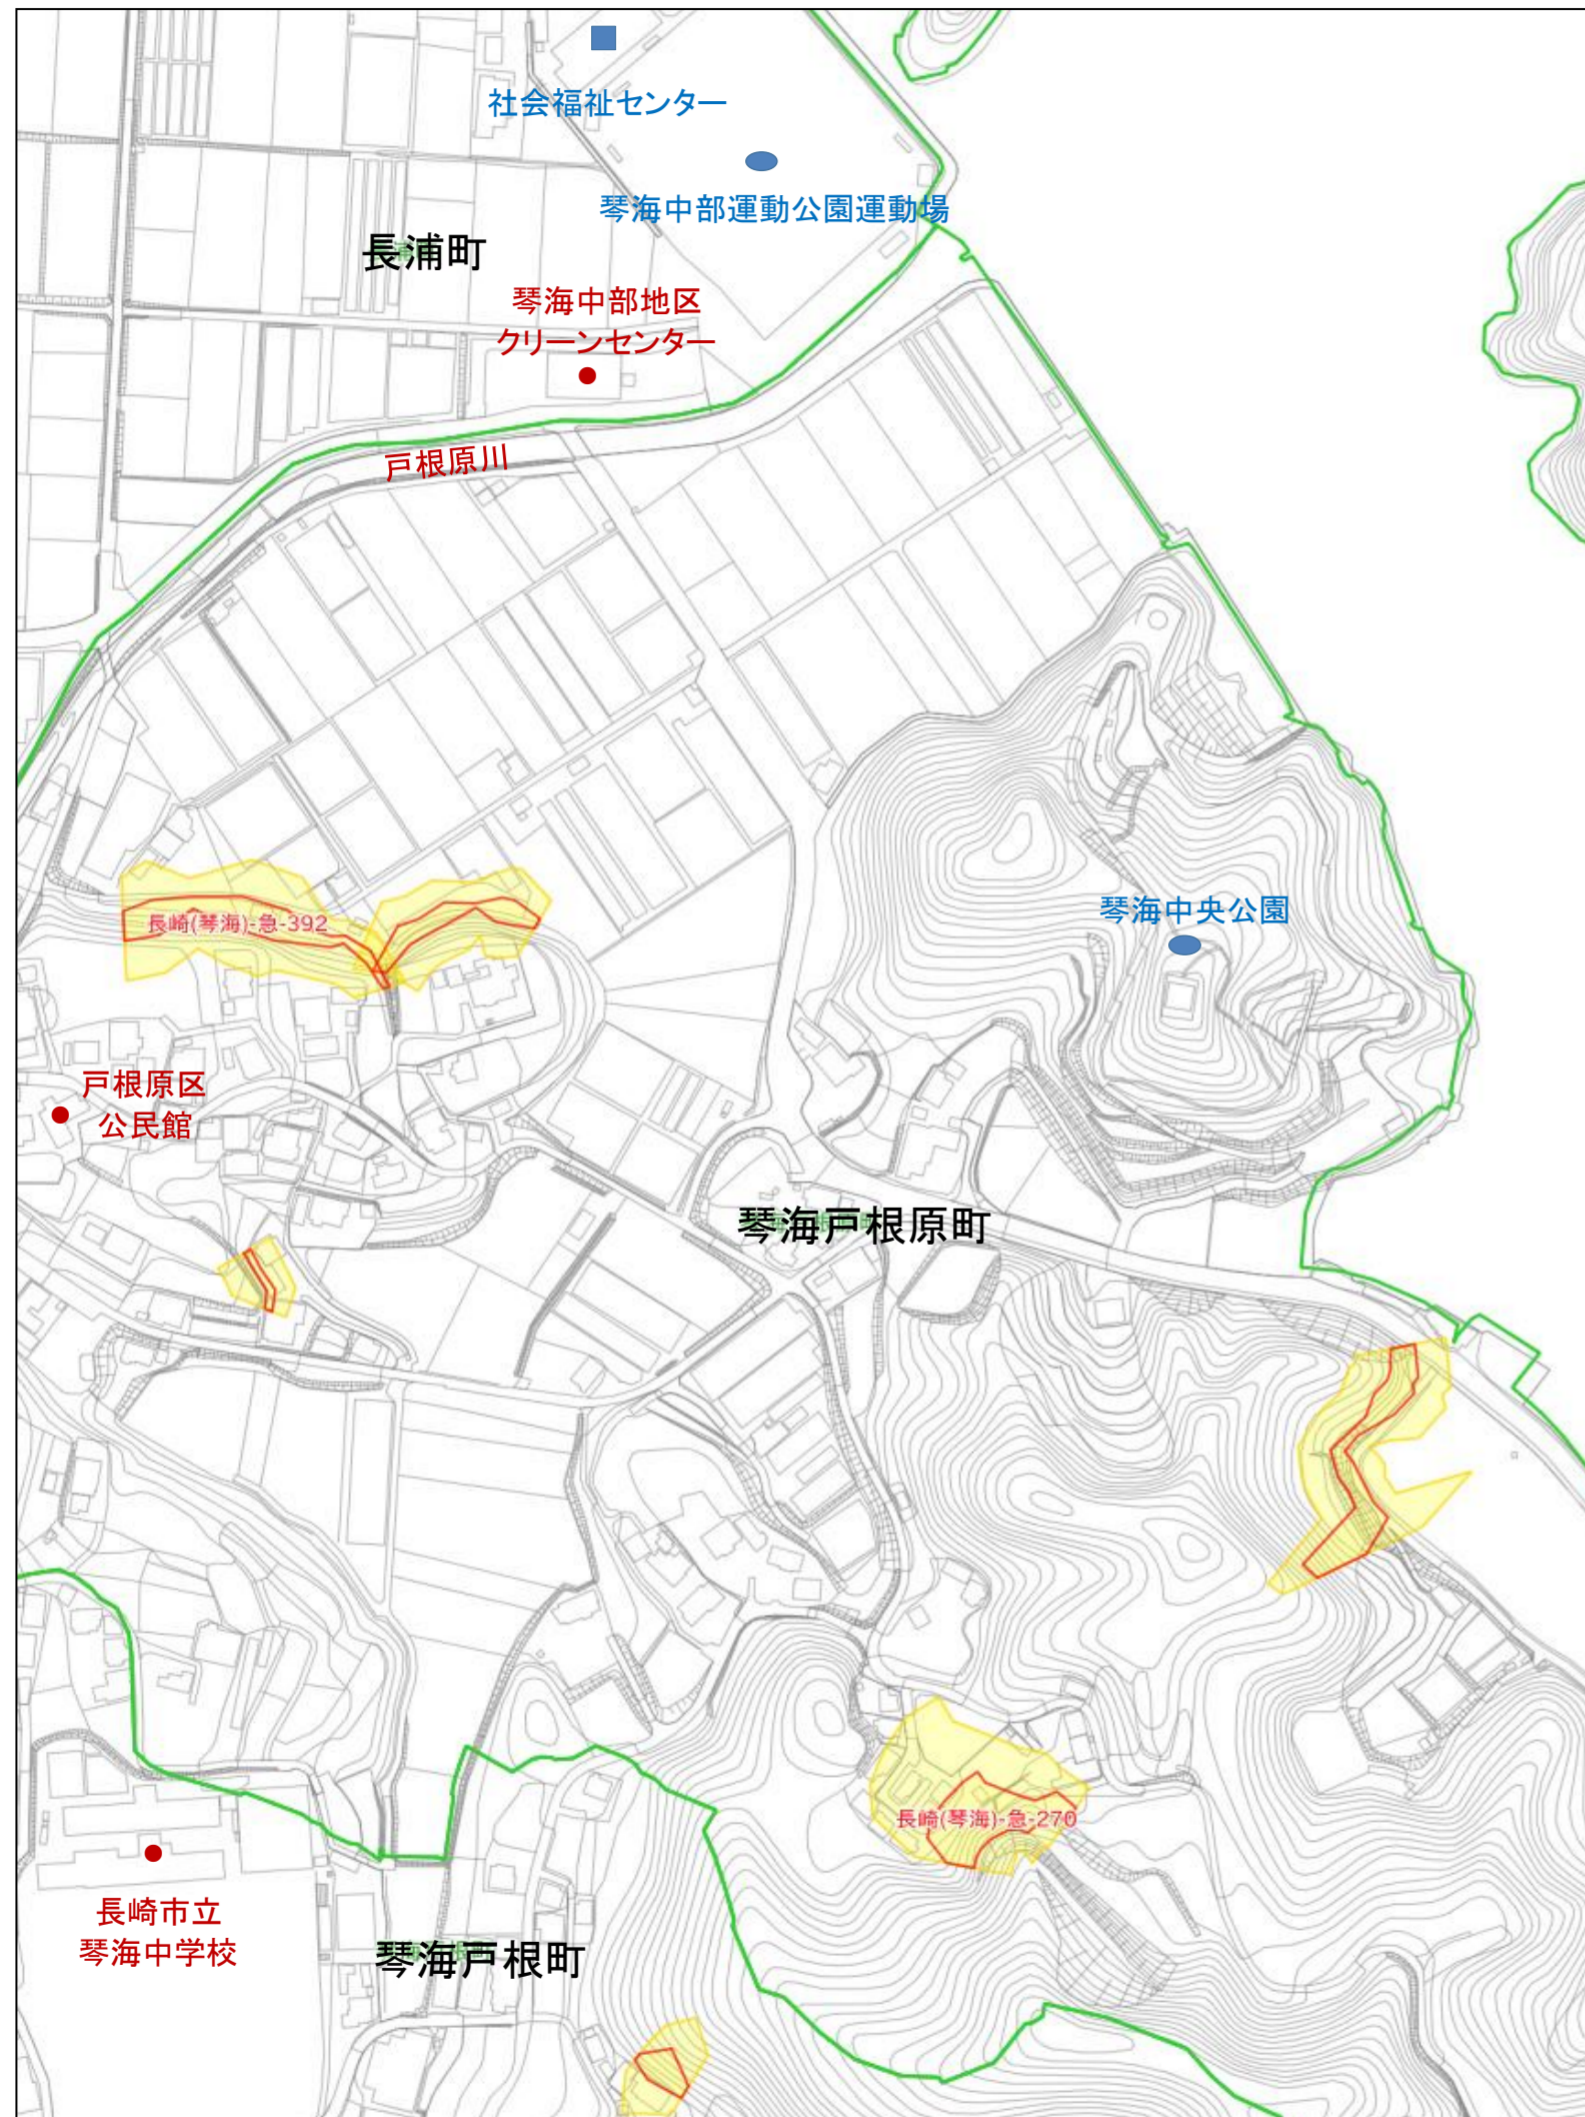 社会福祉センター
琴海中部運動公園運動場
長浦町
琴海中部地区
クリーンセンター
戸根原川
長崎(琴海)-急-392
琴海中央公園
戸根原区
公民館
琴海戸根原町
長崎(琴海)-急-270
長崎市立
琴海中学校
琴海戸根町